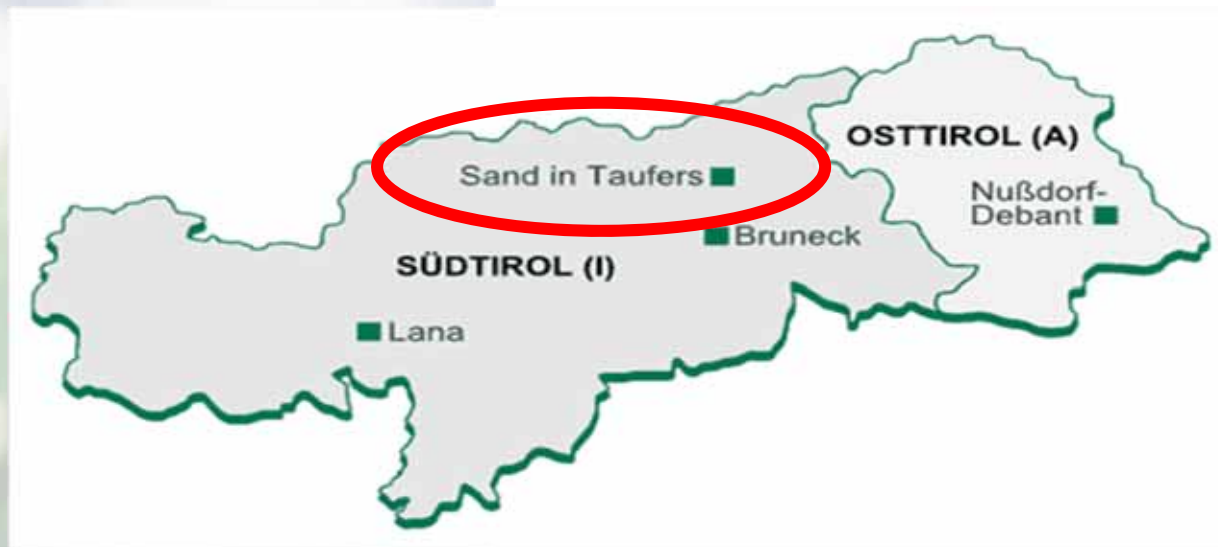 OSTTIROL (A)
Sand in Taufers
Nußdorf-
Debant
Bruneck
SÜDTIROL (I)
Lana